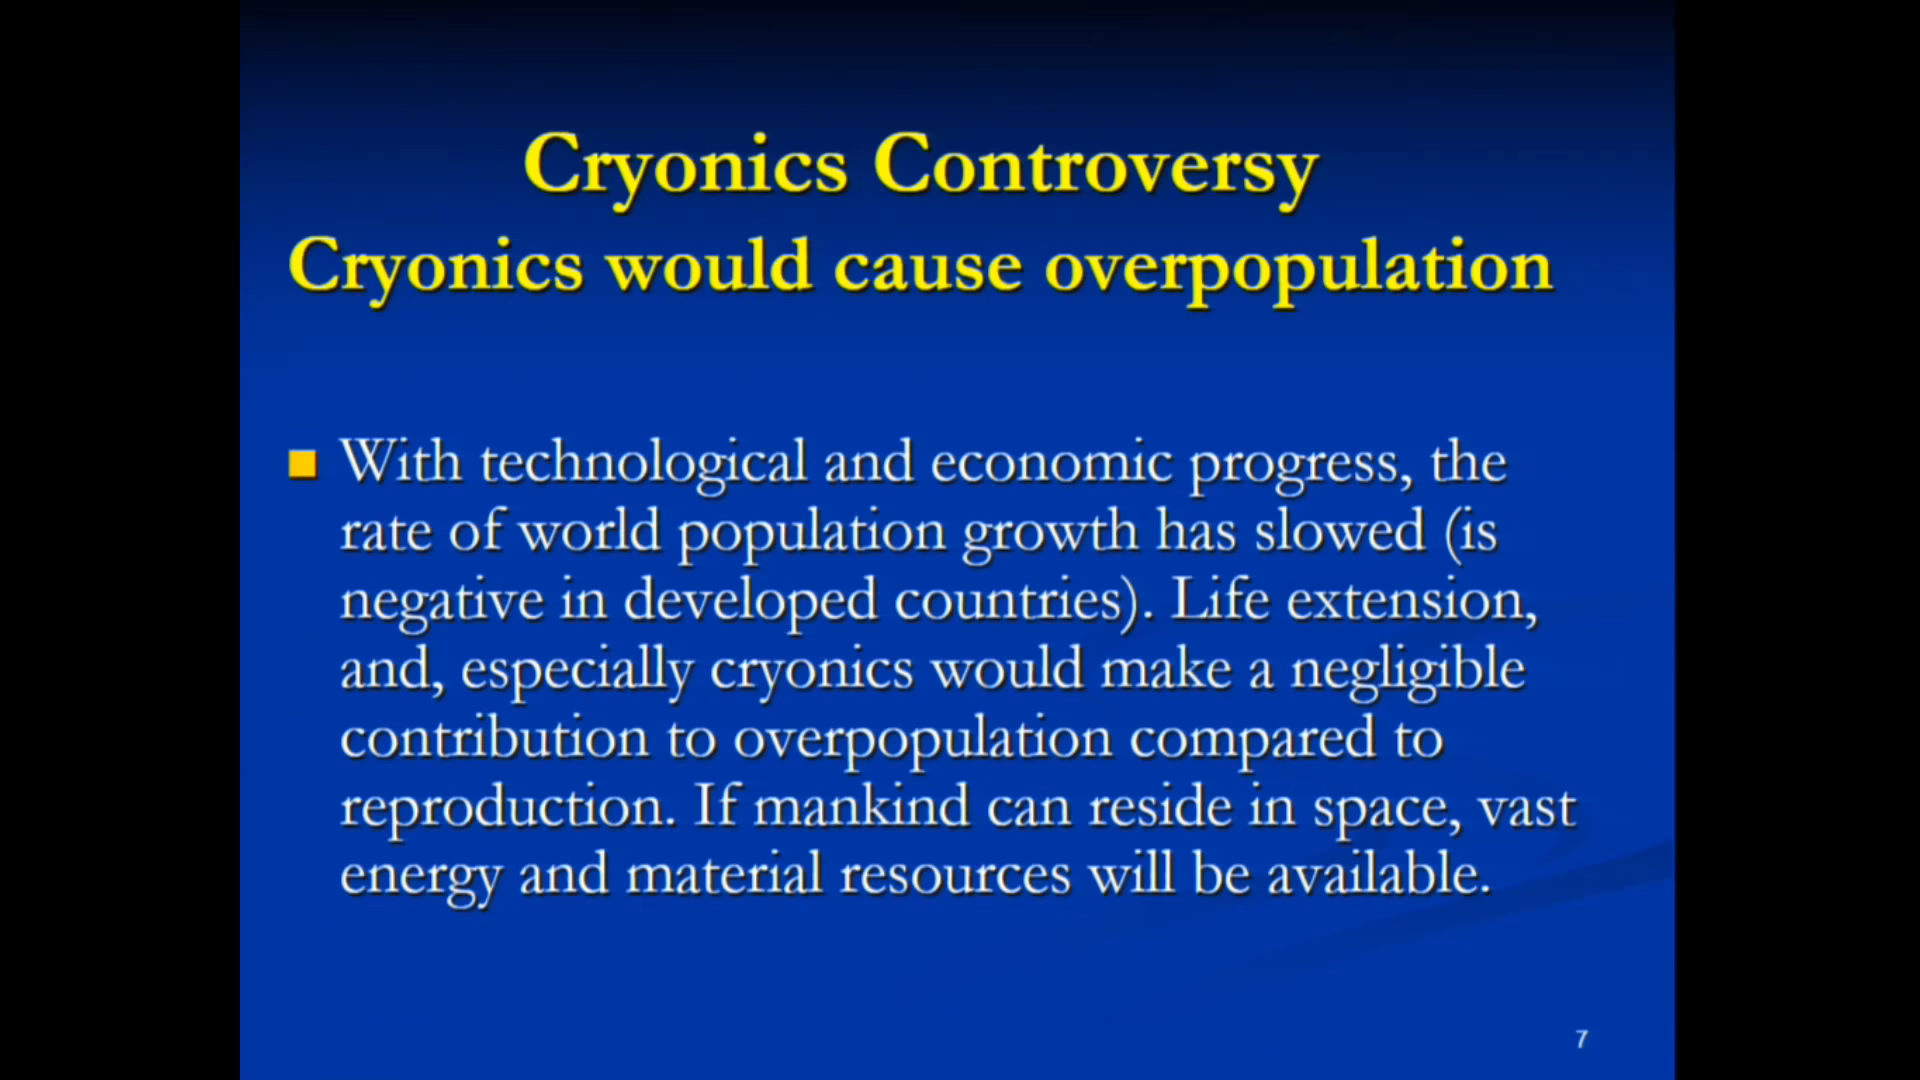 Cryonics Controversy
Cryonics would cause overpopulation
With technological and economic progress, the
rate of world population growth has slowed (is
negative in developed countries). Life extension,
and, especially cryonics would make a negligible
contribution to overpopulation compared to
reproduction. If mankind can reside in space, vast
energy and material resources will be available.
7